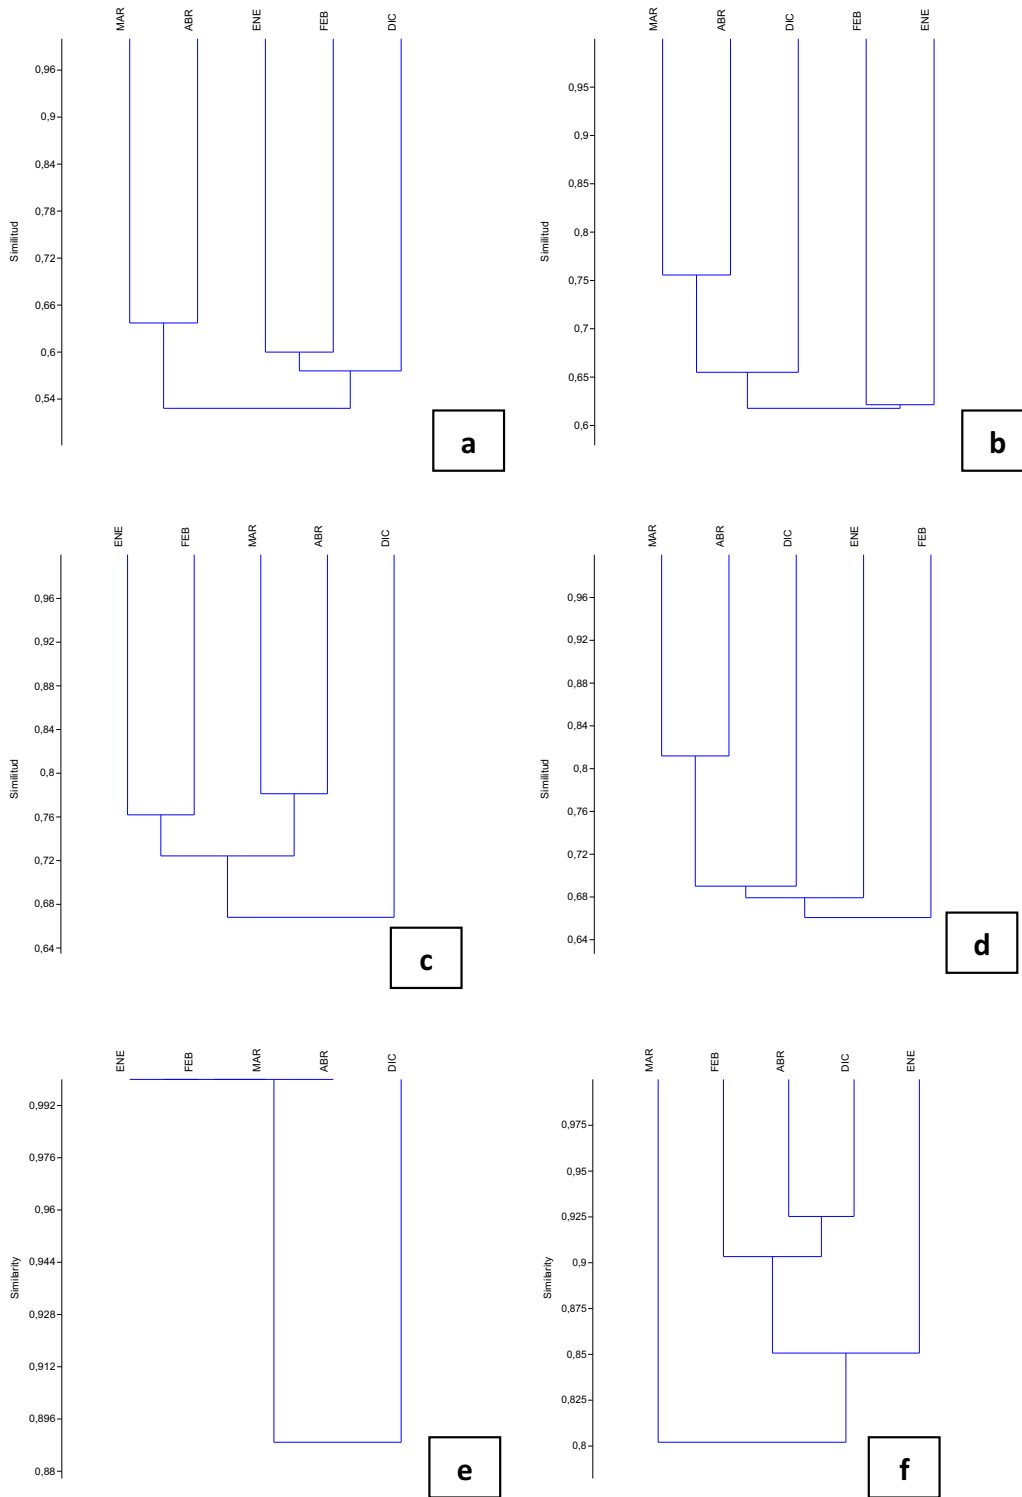 MAR ABR ENE FEB DIC
0,96
0,9
0,84
0,78
0,72
0,66
0,6
0,54
Similitud
a
MAR ABR DIC FEB ENE
0,95
0,9
0,85
0,8
0,75
0,7
0,65
0,6
Similitud
b
ENE FEB MAR ABR DIC
0,96
0,92
0,88
0,84
0,8
0,76
0,72
0,68
0,64
Similitud
c
MAR ABR DIC ENE FEB
0,96
0,92
0,88
0,84
0,8
0,76
0,72
0,68
0,64
Similitud
d
ENE FEB MAR ABR DIC
0,992
0,976
0,96
0,944
0,928
0,912
0,896
0,88
Similarity
e
MAR FEB ABR DIC ENE
0,975
0,95
0,925
0,9
0,875
0,85
0,825
0,8
Similarity
f